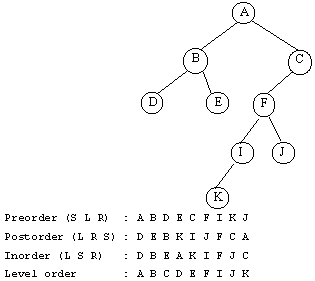 A
B C
D E F
I J
K
Preorder (S L R) : A B D E C F I K J
Postorder (L R S) : D E B K I J F C A
Inorder (L S R) : D B E A K I F J C
Level order : A B C D E F I J K